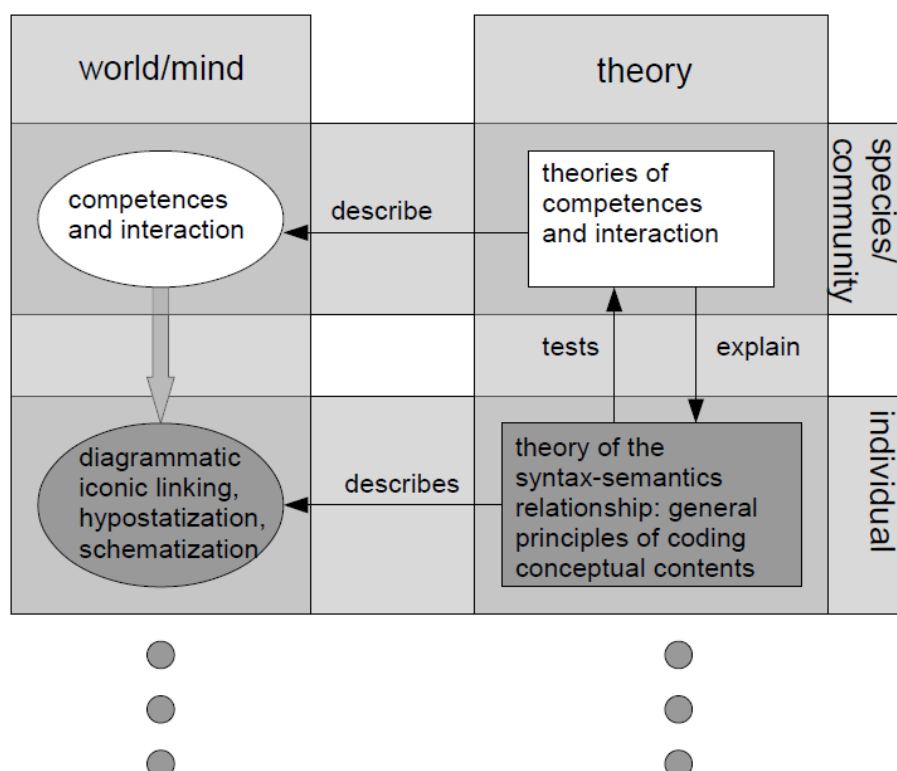 world/mind
theory
species/
community
competences
and interaction
describe
theories of
competences
and interaction
tests
explain
individual
diagrammatic
iconic linking,
hypostatization,
schematization
describes
theory of the
syntax-semantics
relationship: general
principles of coding
conceptual contents